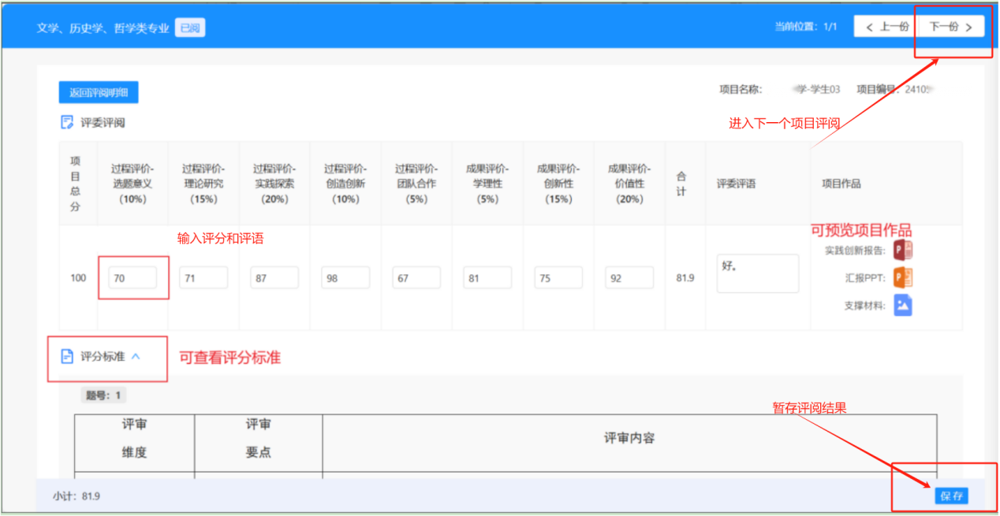 文学、历史学、哲学类专业 已阅 当前位置：1/1 < 上一份 下一份 >
返回评阅明细 项目名称： 学-学生03 项目编号：2410
评委评阅
进入下一个项目评阅
项目总分 过程评价-选题意义(10%) 过程评价-理论研究(15%) 过程评价-实践探索(20%) 过程评价-创造创新(10%) 过程评价-团队合作(5%) 成果评价-学理性(5%) 成果评价-创新性(15%) 成果评价-价值性(20%) 合计 评委评语 项目作品
输入评分和评语
可预览项目作品
100 70 71 87 98 67 81 75 92 81.9 好。
实践创新报告:
汇报PPT:
支撑材料:
评分标准 可查看评分标准
题号：1
暂存评阅结果
评审维度 评审要点 评审内容
小计：81.9 保存